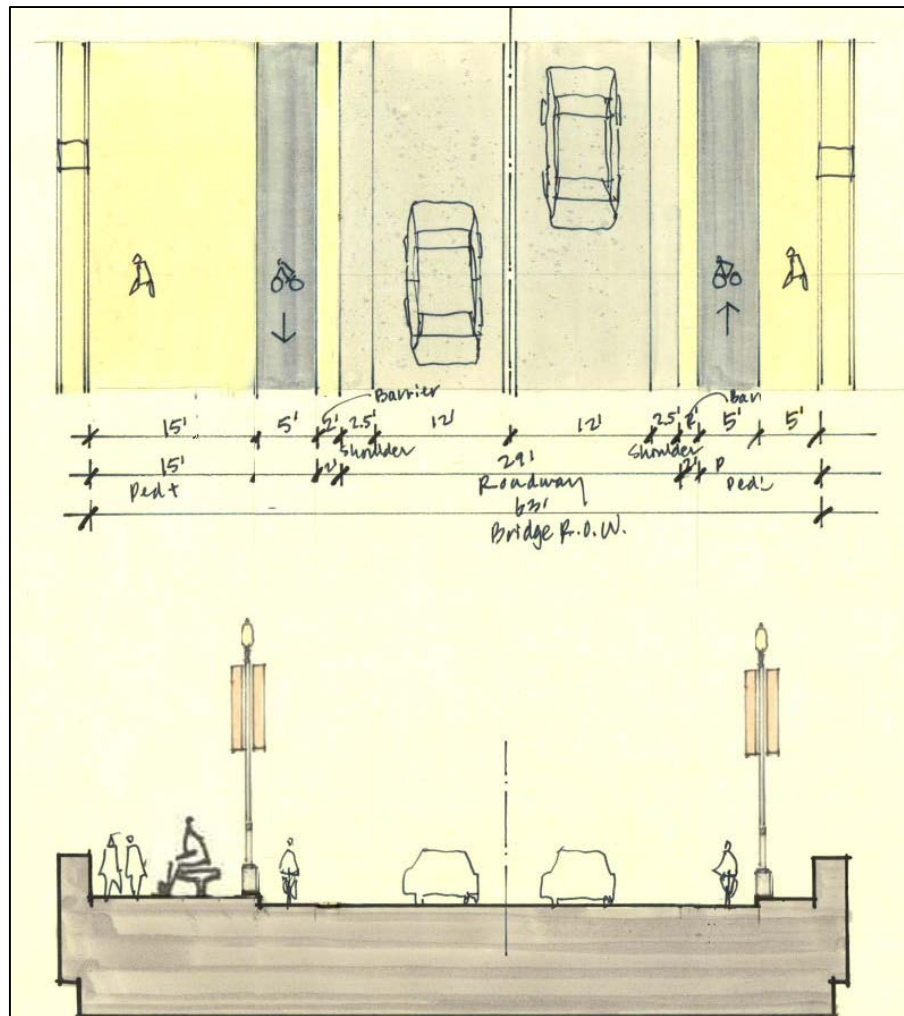 Barrier Bar
15' 5' 2' 2.5' 12' 12' 2.5' 2' 5' 5'
Shoulder Shoulder
15' 2' 29' 2' P
Ped + Roadway Ped
63'
Bridge R.O.W.